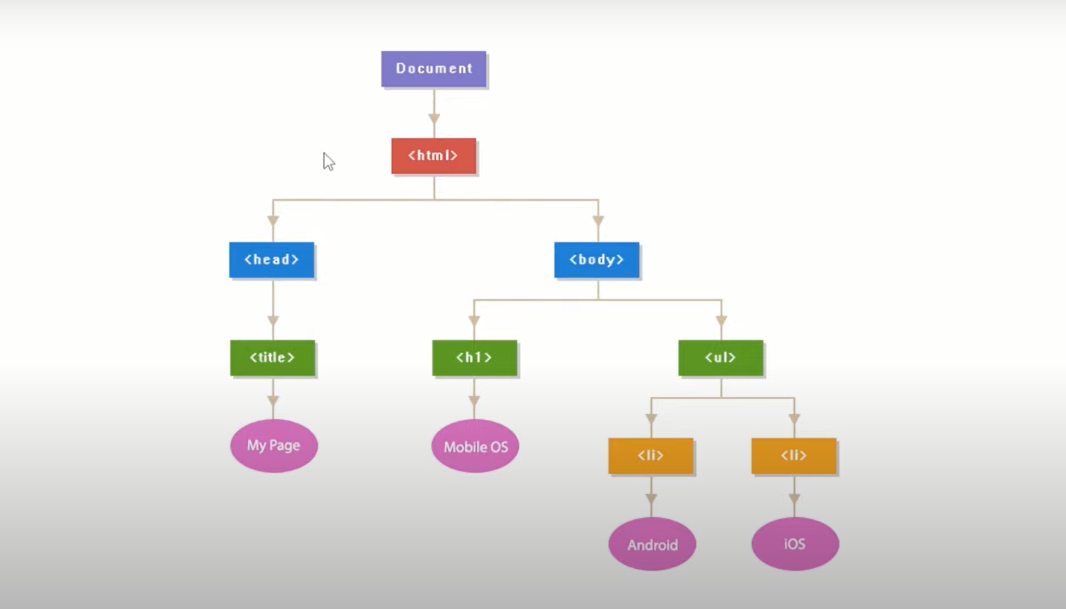 Document
<html>
<head>
<body>
<title>
<h1>
<ul>
My Page
Mobile OS
<li>
<li>
Android
iOS